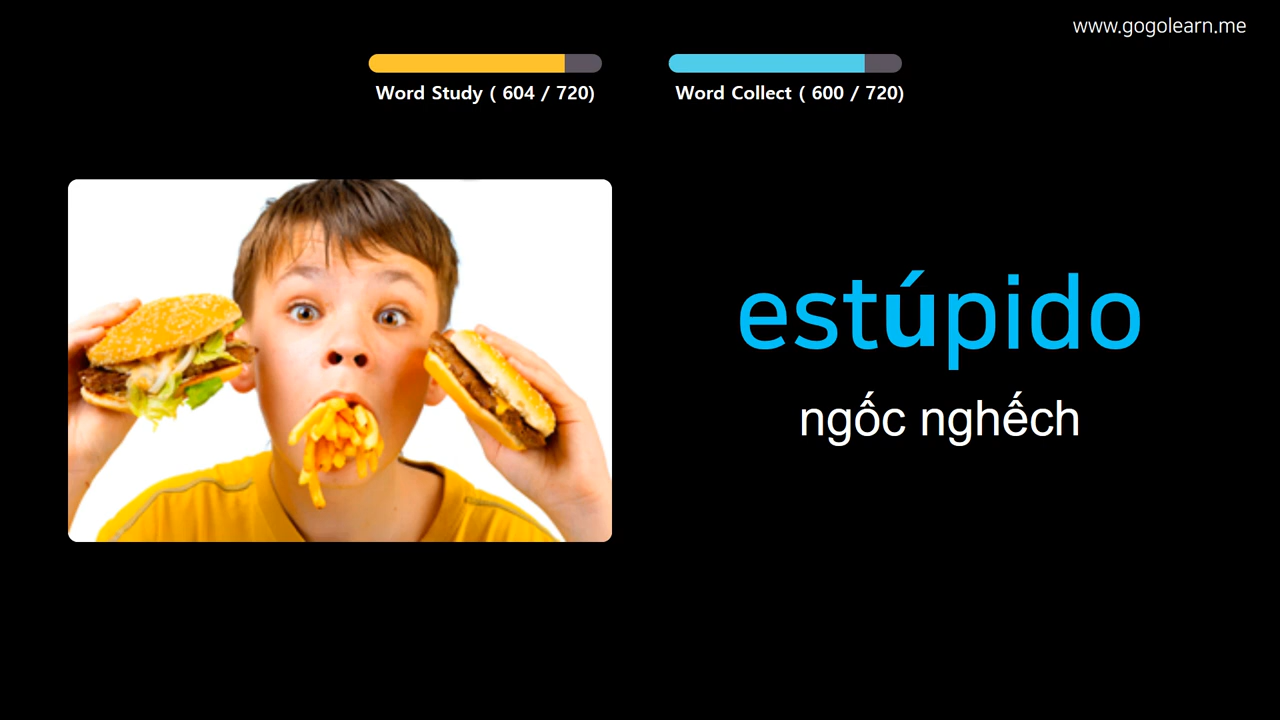 www.gogolearn.me
Word Study ( 604 / 720)
Word Collect ( 600 / 720)
estúpido
ngốc nghếch